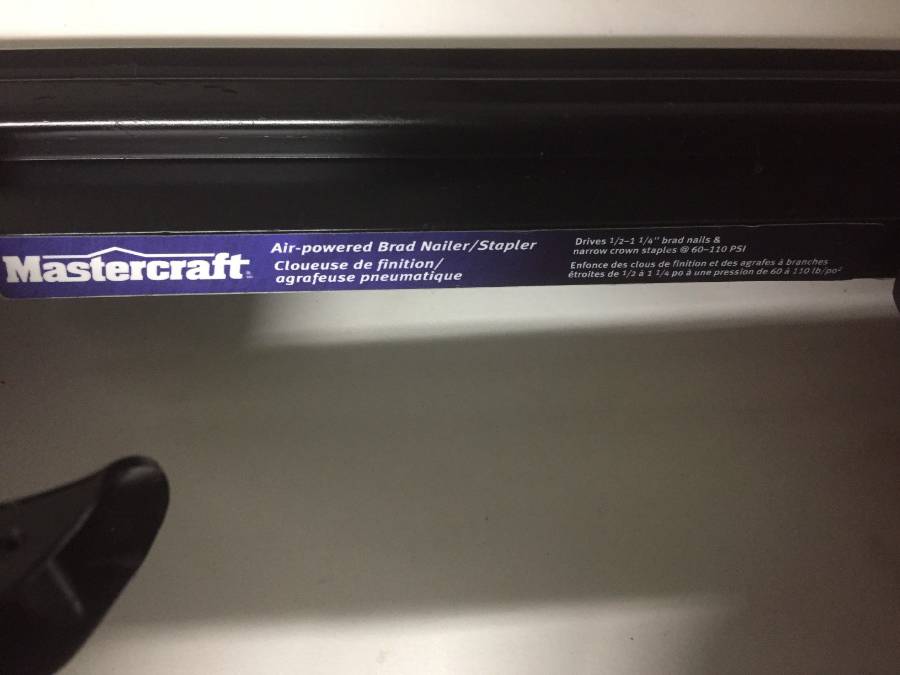 Mastercraft
Air-powered Brad Nailer/Stapler
Cloueuse de finition/
agrafeuse pneumatique
Drives 1/2-1 1/4" brad nails &
narrow crown staples @ 60-110 PSI
Enfonce des clous de finition et des agrafes à branches
étroites de 1/2 à 1 1/4 po à une pression de 60 à 110 lb/po²